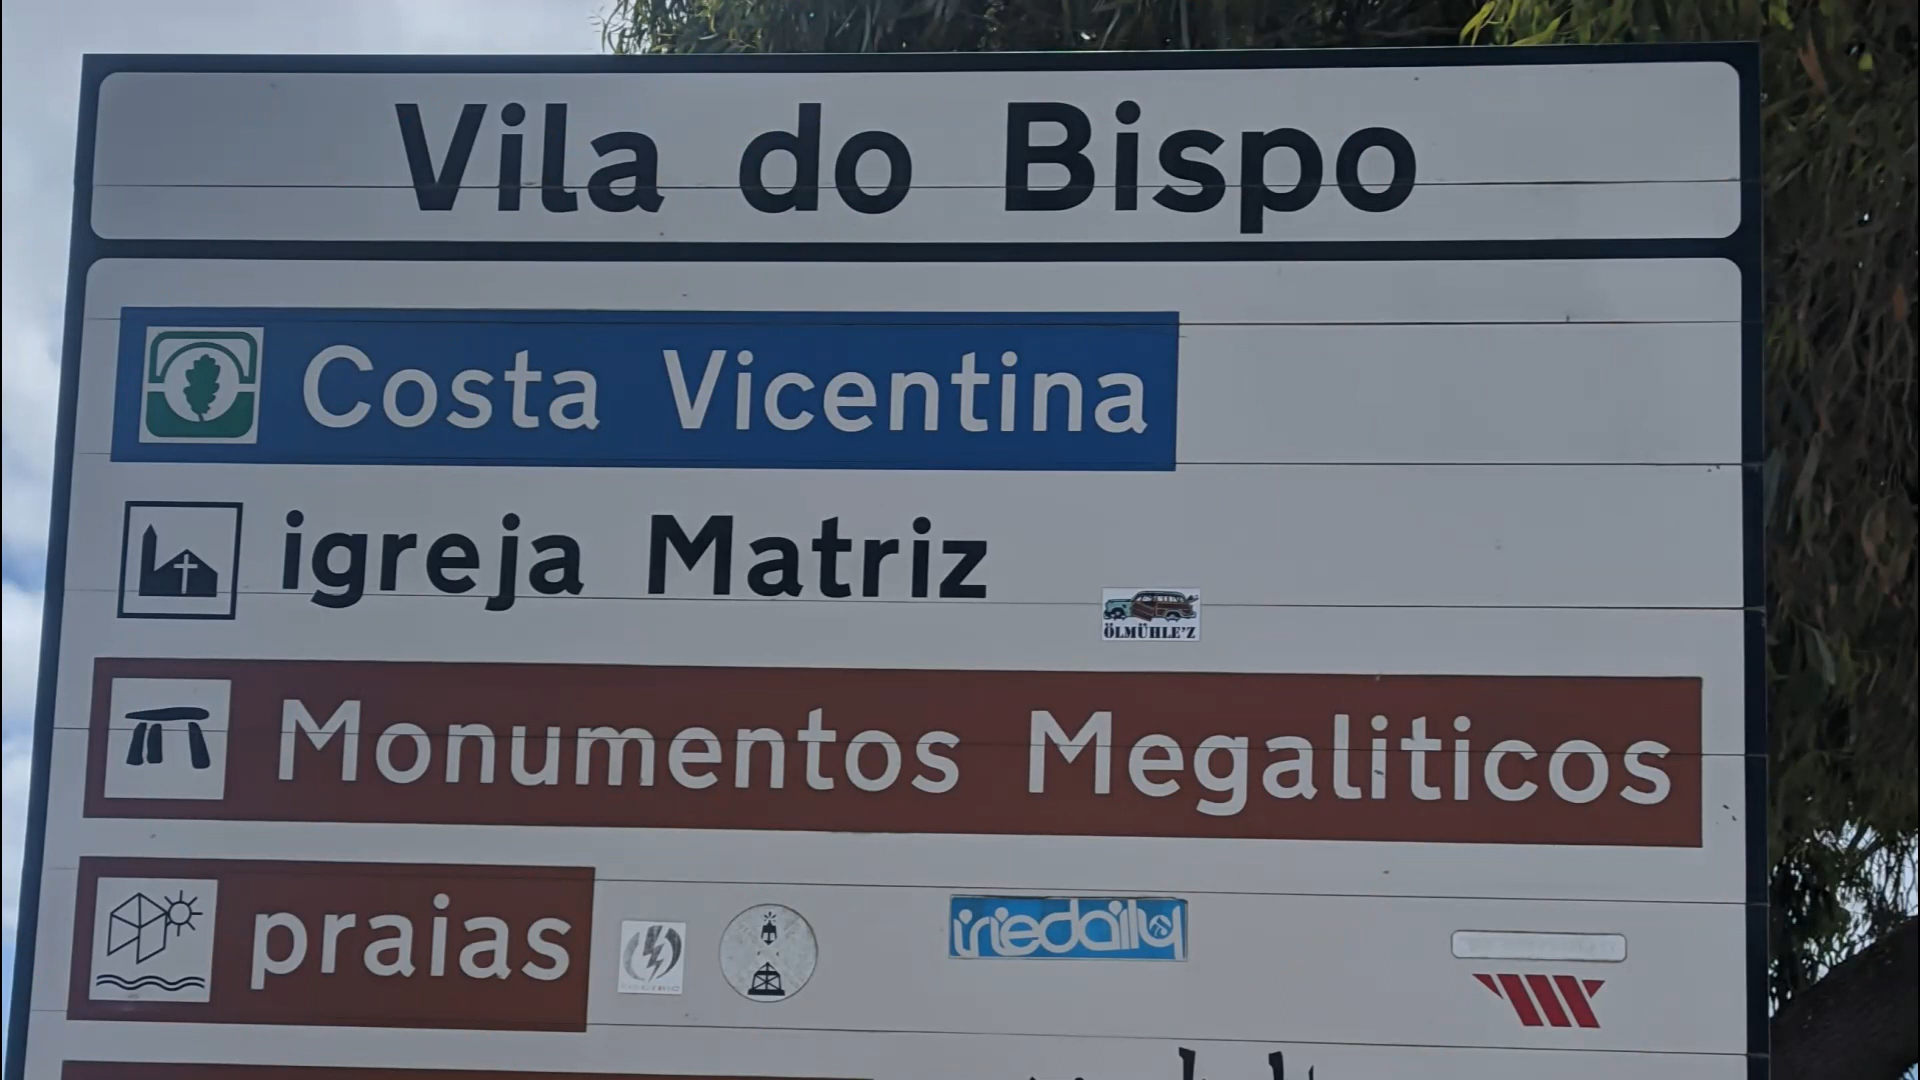 Vila do Bispo
Costa Vicentina
igreja Matriz
ÖLMÜHLE'Z
Monumentos Megaliticos
praias
iriedaily